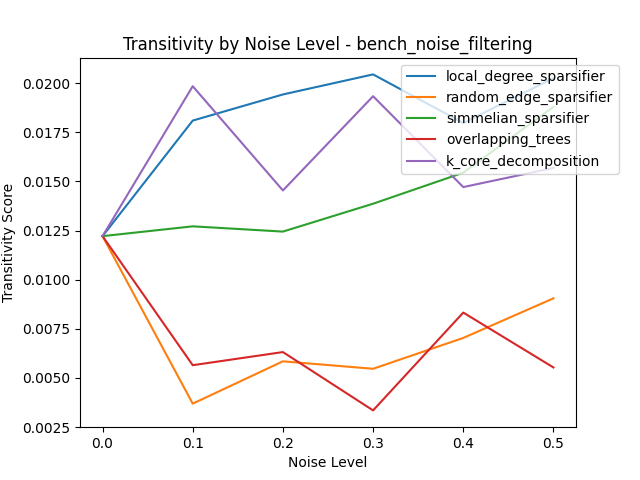 Transitivity by Noise Level - bench_noise_filtering
local_degree_sparsifier
random_edge_sparsifier
simmelian_sparsifier
overlapping_trees
k_core_decomposition
Transitivity Score
0.0200
0.0175
0.0150
0.0125
0.0100
0.0075
0.0050
0.0025
0.0
0.1
0.2
0.3
0.4
0.5
Noise Level